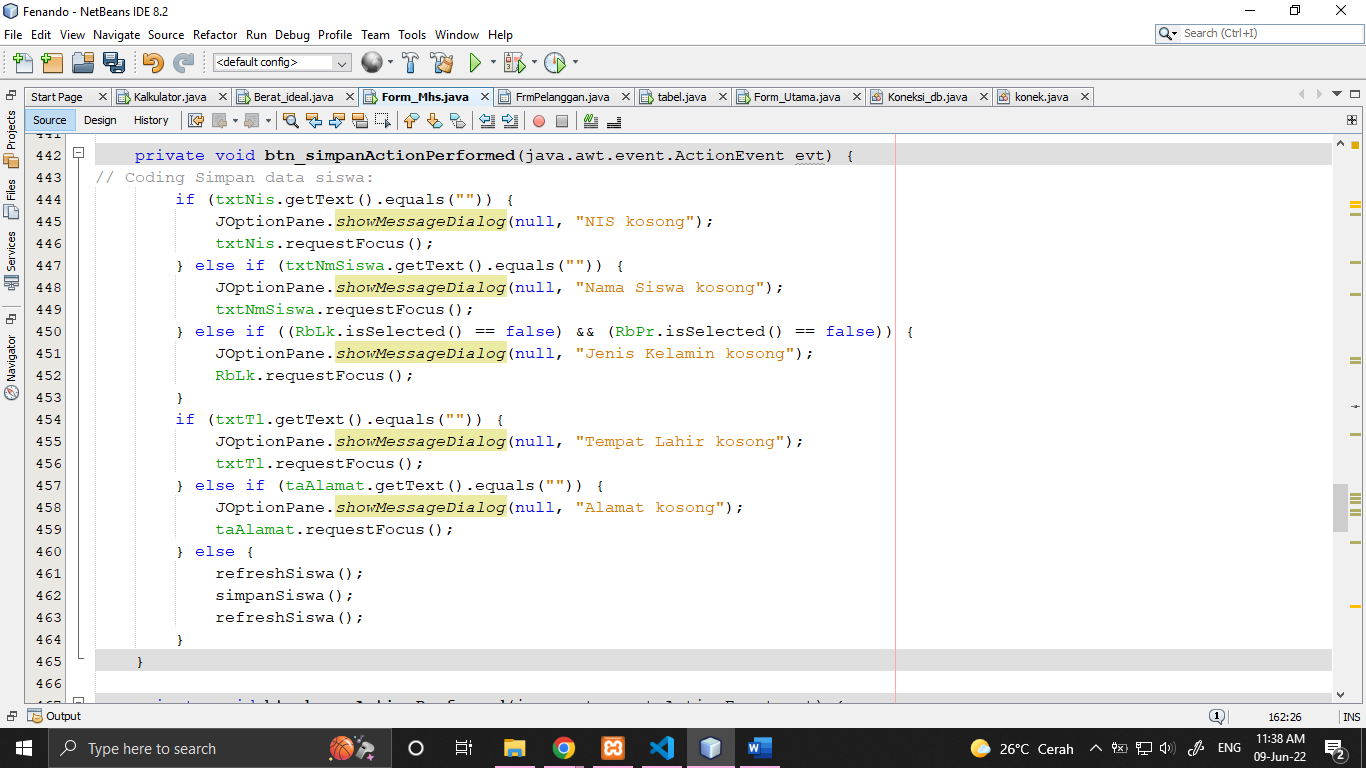 Fenando - NetBeans IDE 8.2
File Edit View Navigate Source Refactor Run Debug Profile Team Tools Window Help
Search (Ctrl+I)
<default config>
Start Page Kalkulator.java Berat_ideal.java Form_Mhs.java FrmPelanggan.java tabel.java Form_Utama.java Koneksi_db.java konek.java
Source Design History
Projects
Files
Services
Navigator
441
442 private void btn_simpanActionPerformed(java.awt.event.ActionEvent evt) {
443 // Coding Simpan data siswa:
444 if (txtNis.getText().equals("")) {
445 JOptionPane.showMessageDialog(null, "NIS kosong");
446 txtNis.requestFocus();
447 } else if (txtNmSiswa.getText().equals("")) {
448 JOptionPane.showMessageDialog(null, "Nama Siswa kosong");
449 txtNmSiswa.requestFocus();
450 } else if ((RbLk.isSelected() == false) && (RbPr.isSelected() == false)) {
451 JOptionPane.showMessageDialog(null, "Jenis Kelamin kosong");
452 RbLk.requestFocus();
453 }
454 if (txtTl.getText().equals("")) {
455 JOptionPane.showMessageDialog(null, "Tempat Lahir kosong");
456 txtTl.requestFocus();
457 } else if (taAlamat.getText().equals("")) {
458 JOptionPane.showMessageDialog(null, "Alamat kosong");
459 taAlamat.requestFocus();
460 } else {
461 refreshSiswa();
462 simpanSiswa();
463 refreshSiswa();
464 }
465 }
466
Output
1 162:26 INS
Type here to search
26°C Cerah ENG
11:38 AM
09-Jun-22
2